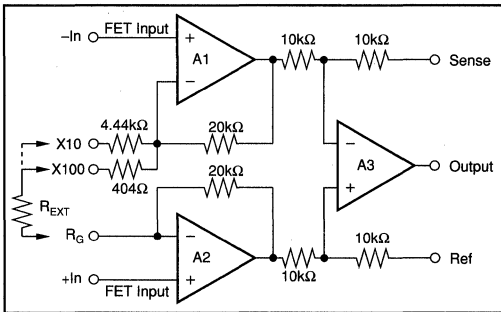 −In FET Input + A1 − 10kΩ 10kΩ Sense
X10 4.44kΩ 20kΩ
X100 404Ω
20kΩ − + A3 Output
R_EXT
R_G − A2 + 10kΩ 10kΩ Ref
+In FET Input